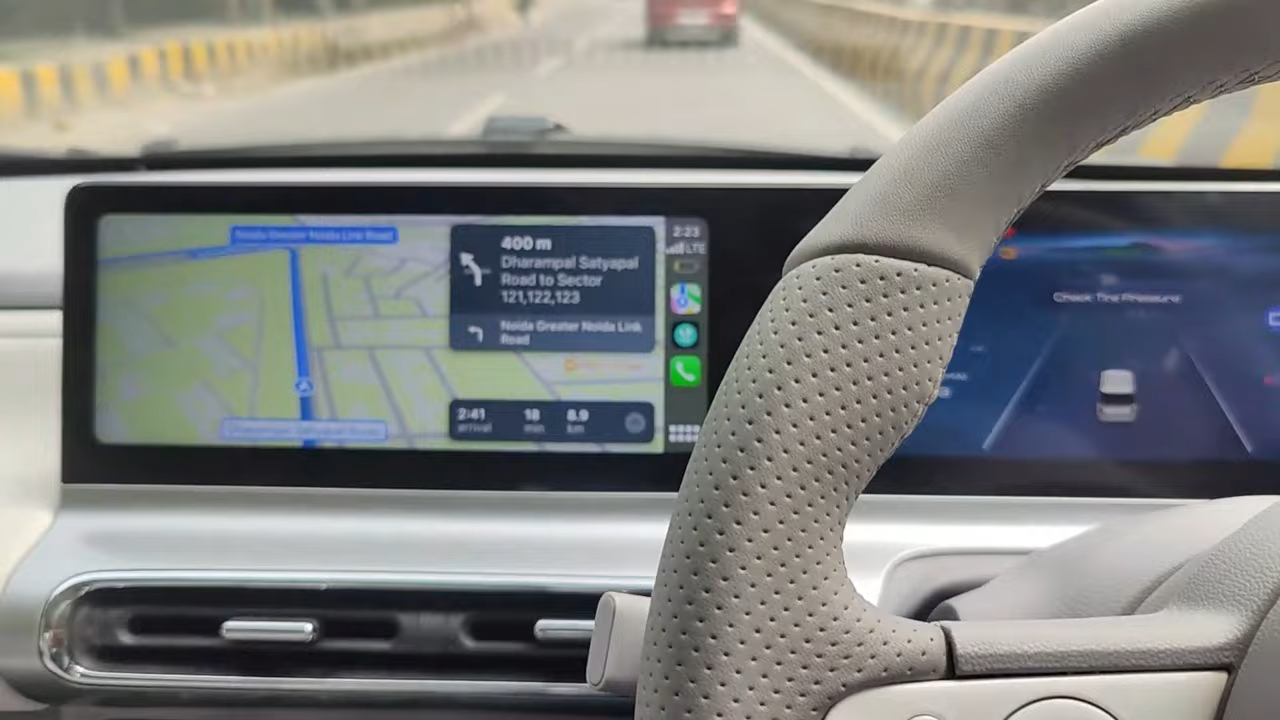 Noida Greater Noida Link Road
400 m
Dharampal Satyapal
Road to Sector
121,122,123
Noida Greater Noida Link
Road
2:41 18 8.9
arrival min km
2:23
LTE
Check Tire Pressure